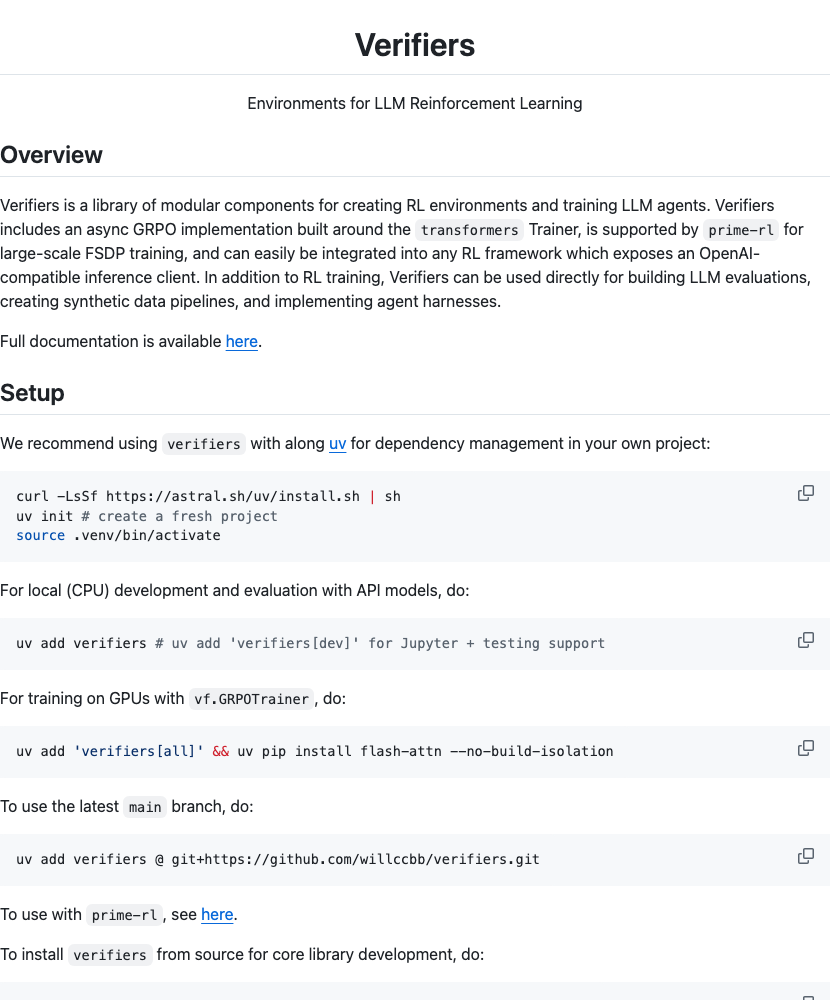 Verifiers
Environments for LLM Reinforcement Learning
Overview
Verifiers is a library of modular components for creating RL environments and training LLM agents. Verifiers
includes an async GRPO implementation built around the transformers Trainer, is supported by prime-rl for
large-scale FSDP training, and can easily be integrated into any RL framework which exposes an OpenAI-
compatible inference client. In addition to RL training, Verifiers can be used directly for building LLM evaluations,
creating synthetic data pipelines, and implementing agent harnesses.
Full documentation is available here.
Setup
We recommend using verifiers with along uv for dependency management in your own project:
curl -LsSf https://astral.sh/uv/install.sh | sh
uv init # create a fresh project
source .venv/bin/activate
For local (CPU) development and evaluation with API models, do:
uv add verifiers # uv add 'verifiers[dev]' for Jupyter + testing support
For training on GPUs with vf.GRPOTrainer, do:
uv add 'verifiers[all]' && uv pip install flash-attn --no-build-isolation
To use the latest main branch, do:
uv add verifiers @ git+https://github.com/willccbb/verifiers.git
To use with prime-rl, see here.
To install verifiers from source for core library development, do: